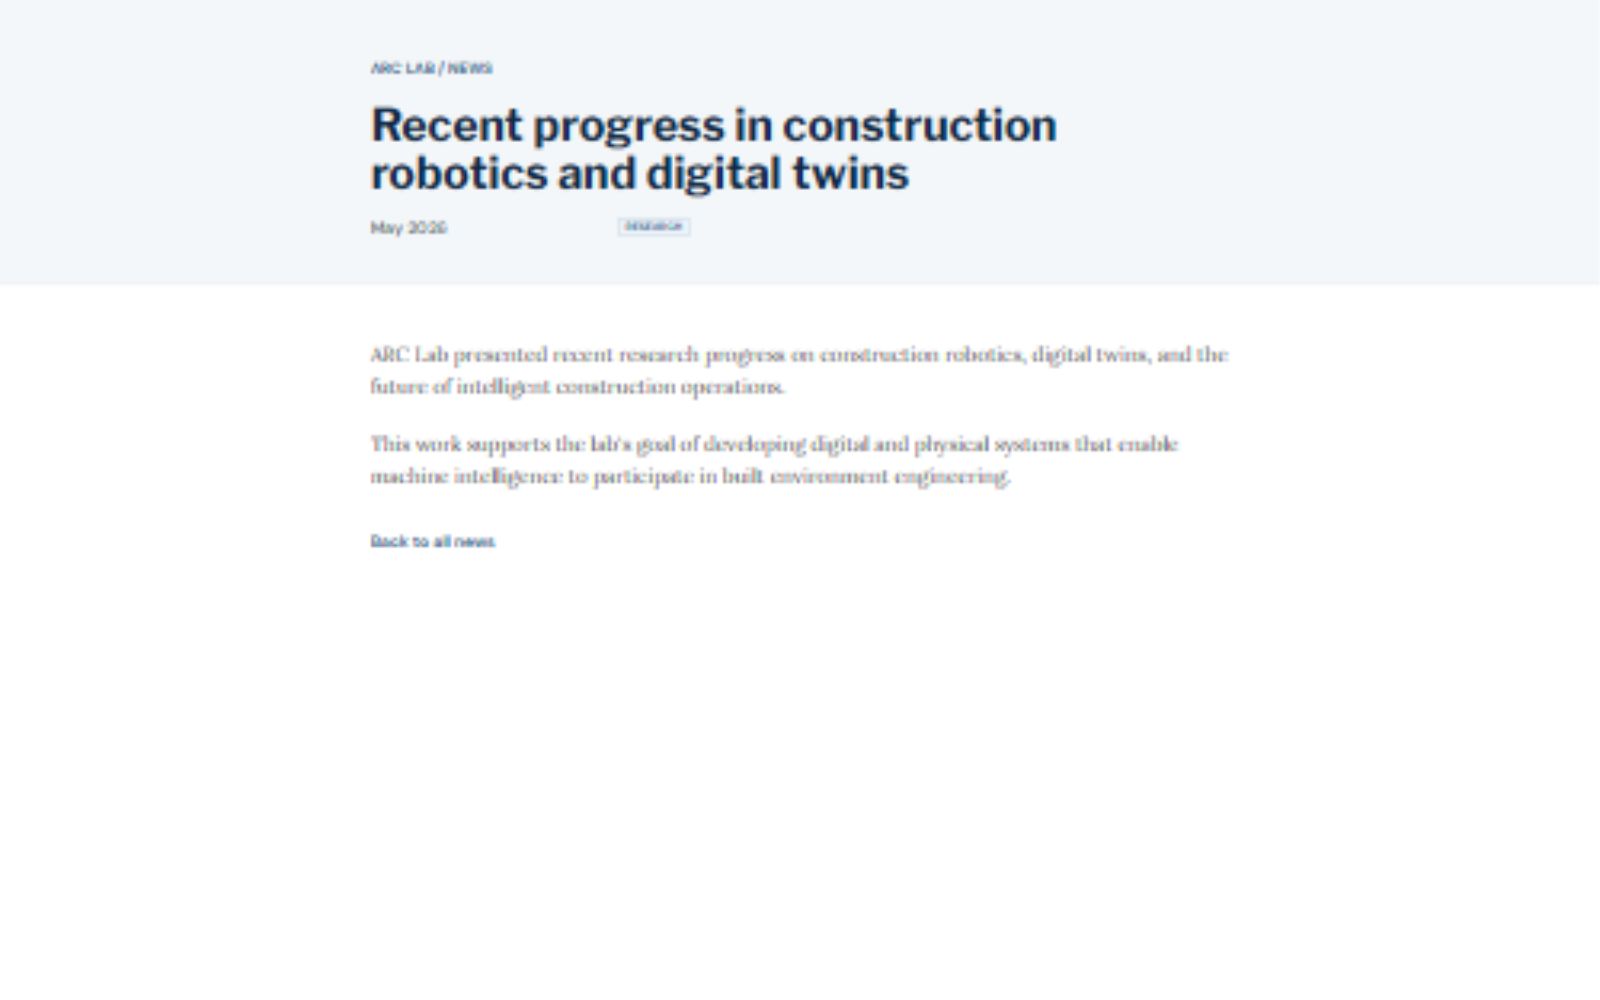 ARC LAB / NEWS
Recent progress in construction
robotics and digital twins
May 2026
RESEARCH
ARC Lab presented recent research progress on construction robotics, digital twins, and the
future of intelligent construction operations.
This work supports the lab's goal of developing digital and physical systems that enable
machine intelligence to participate in built environment engineering.
Back to all news